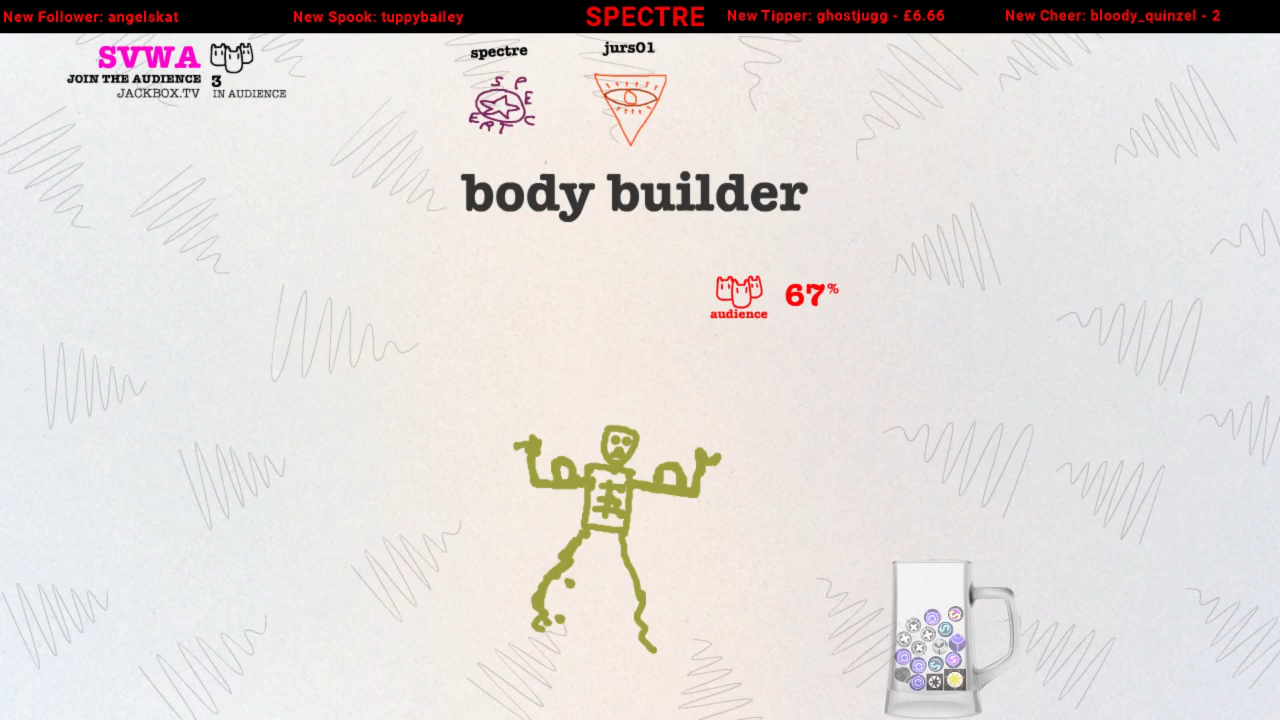 New Follower: angelskat
New Spook: tuppybailey
SPECTRE
New Tipper: ghostjugg - £6.66
New Cheer: bloody_quinzel - 2
SVWA
JOIN THE AUDIENCE
JACKBOX.TV
3
IN AUDIENCE
spectre
SPECTRE
jurs01
body builder
audience
67%